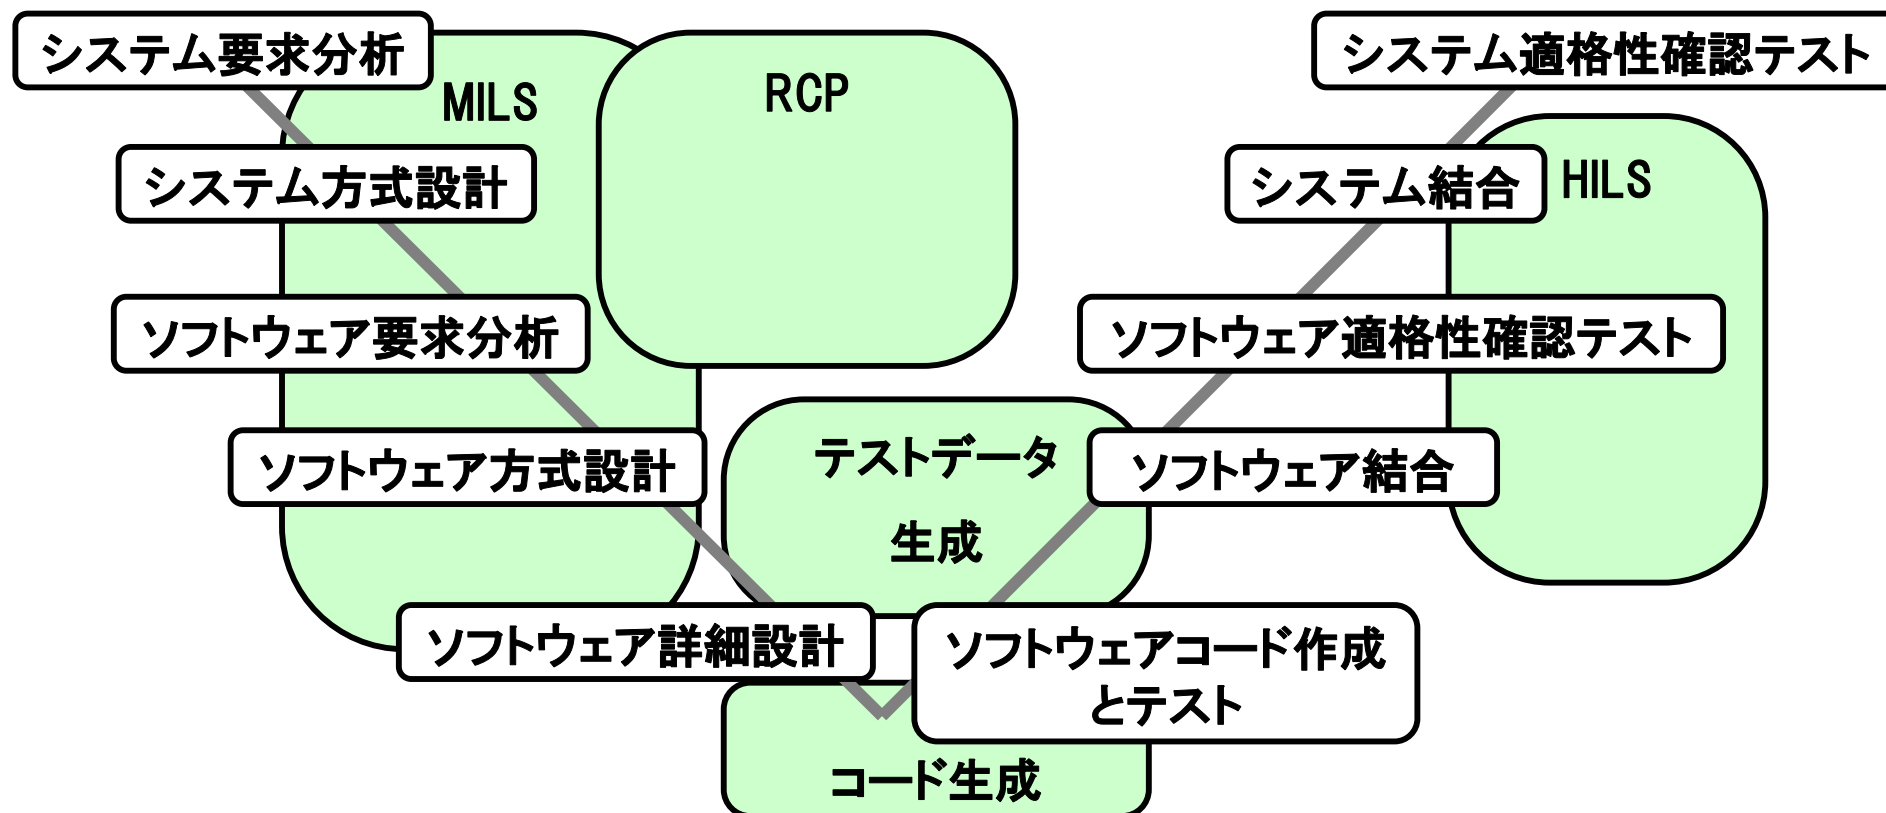 システム要求分析
システム適格性確認テスト
MILS
RCP
システム方式設計
システム結合
HILS
ソフトウェア要求分析
ソフトウェア適格性確認テスト
ソフトウェア方式設計
テストデータ
生成
ソフトウェア結合
ソフトウェア詳細設計
ソフトウェアコード作成
とテスト
コード生成